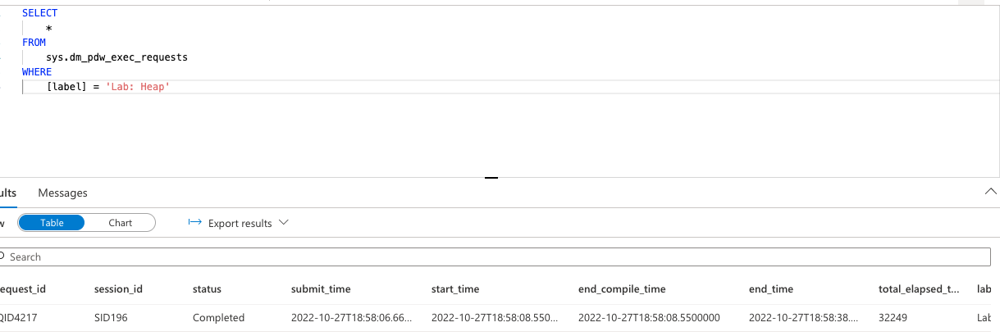 SELECT
*
FROM
sys.dm_pdw_exec_requests
WHERE
[label] = 'Lab: Heap'
ults Messages
w Table Chart Export results
Search
equest_id session_id status submit_time start_time end_compile_time end_time total_elapsed_t... lab
QID4217 SID196 Completed 2022-10-27T18:58:06.66... 2022-10-27T18:58:08.550... 2022-10-27T18:58:08.5500000 2022-10-27T18:58:38.... 32249 Lab